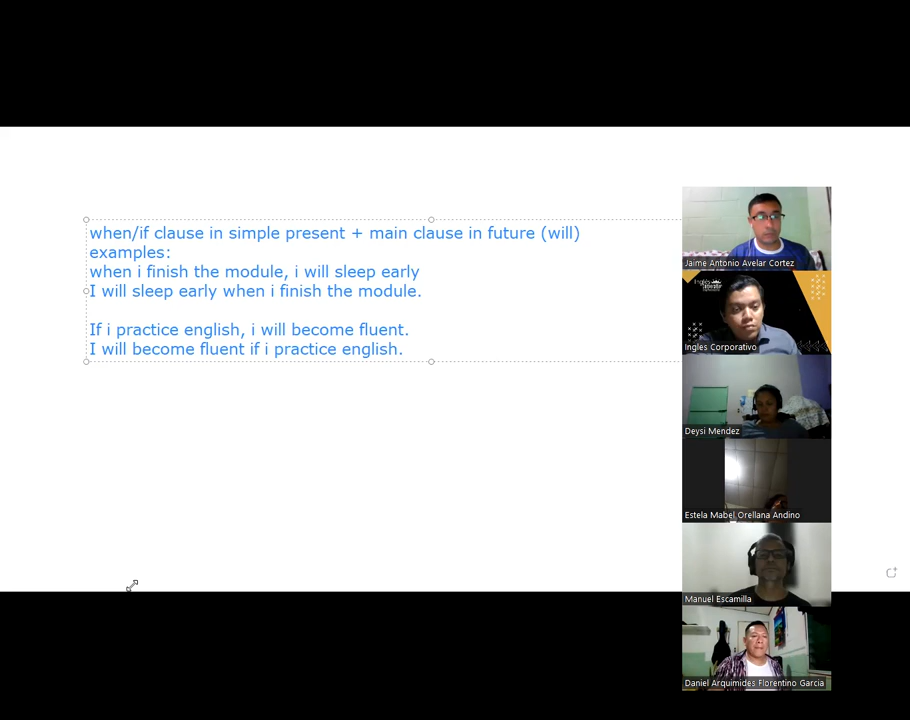 when/if clause in simple present + main clause in future (will)
examples:
when i finish the module, i will sleep early
I will sleep early when i finish the module.
If i practice english, i will become fluent.
I will become fluent if i practice english.
Jaime Antonio Avelar Cortez
Ingles Corporativo
Deysi Mendez
Estela Mabel Orellana Andino
Manuel Escamilla
Daniel Arquimides Florentino Garcia